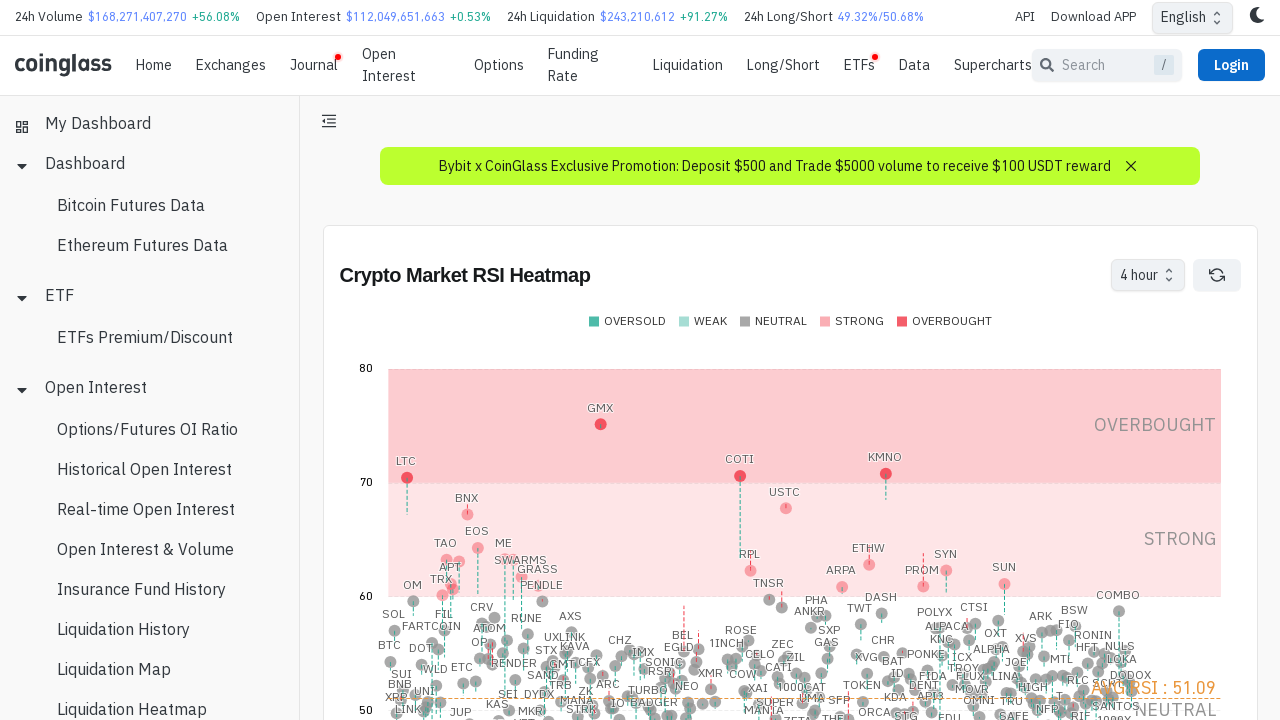 24h Volume $168,271,407,270 +56.08% Open Interest $112,049,651,663 +0.53% 24h Liquidation $243,210,612 +91.27% 24h Long/Short 49.32%/50.68% API Download APP English
coinglass Home Exchanges Journal Open Interest Options Funding Rate Liquidation Long/Short ETFs Data Supercharts Search / Login
My Dashboard
Dashboard
Bitcoin Futures Data
Ethereum Futures Data
ETF
ETFs Premium/Discount
Open Interest
Options/Futures OI Ratio
Historical Open Interest
Real-time Open Interest
Open Interest & Volume
Insurance Fund History
Liquidation History
Liquidation Map
Liquidation Heatmap
Bybit x CoinGlass Exclusive Promotion: Deposit $500 and Trade $5000 volume to receive $100 USDT reward
Crypto Market RSI Heatmap
4 hour
OVERSOLD WEAK NEUTRAL STRONG OVERBOUGHT
80
GMX
OVERBOUGHT
LTC COTI KMNO
70
BNX USTC
EOS
STRONG
TAO ME RPL ETHW SYN
SWARMS
APT GRASS ARPA PROM SUN
TRX PENDLE TNSR
OM
60
DASH COMBO
SOL FIL CRV PHA TWT CTSI BSW
RUNE AXS ANKR POLYX ARK
FARTCOIN ATOM ROSE SXP ALPACA OXT FIO
BTC DOT OP UXLINK KAVA CHZ BEL 1INCH ZEC GAS CHR KNC XVS RONIN
STX IMX EGLD CELO ZIL XVG PONKE ICX ALPHA HFT NULS
WLD ETC RENDER GMT CFX SONIC CATI BAT TROY JOE MTL LOKA
SUI SAND RSR XMR COW ID FIDA FLUX LINA RLC DODOX
BNB UNI TRB ARC TURBO NEO XAI 1000CAT TOKEN DENT MOVR HIGH
AVG RSI : 51.09
XRP SEI DYDX ZK UMA SFP KDA API3 OMNI TRU
LINK KAS MANA IO BADGER SUPER SANTOS
50 JUP MKR STRK MANIA ORCA STG SAFE NFP NEUTRAL